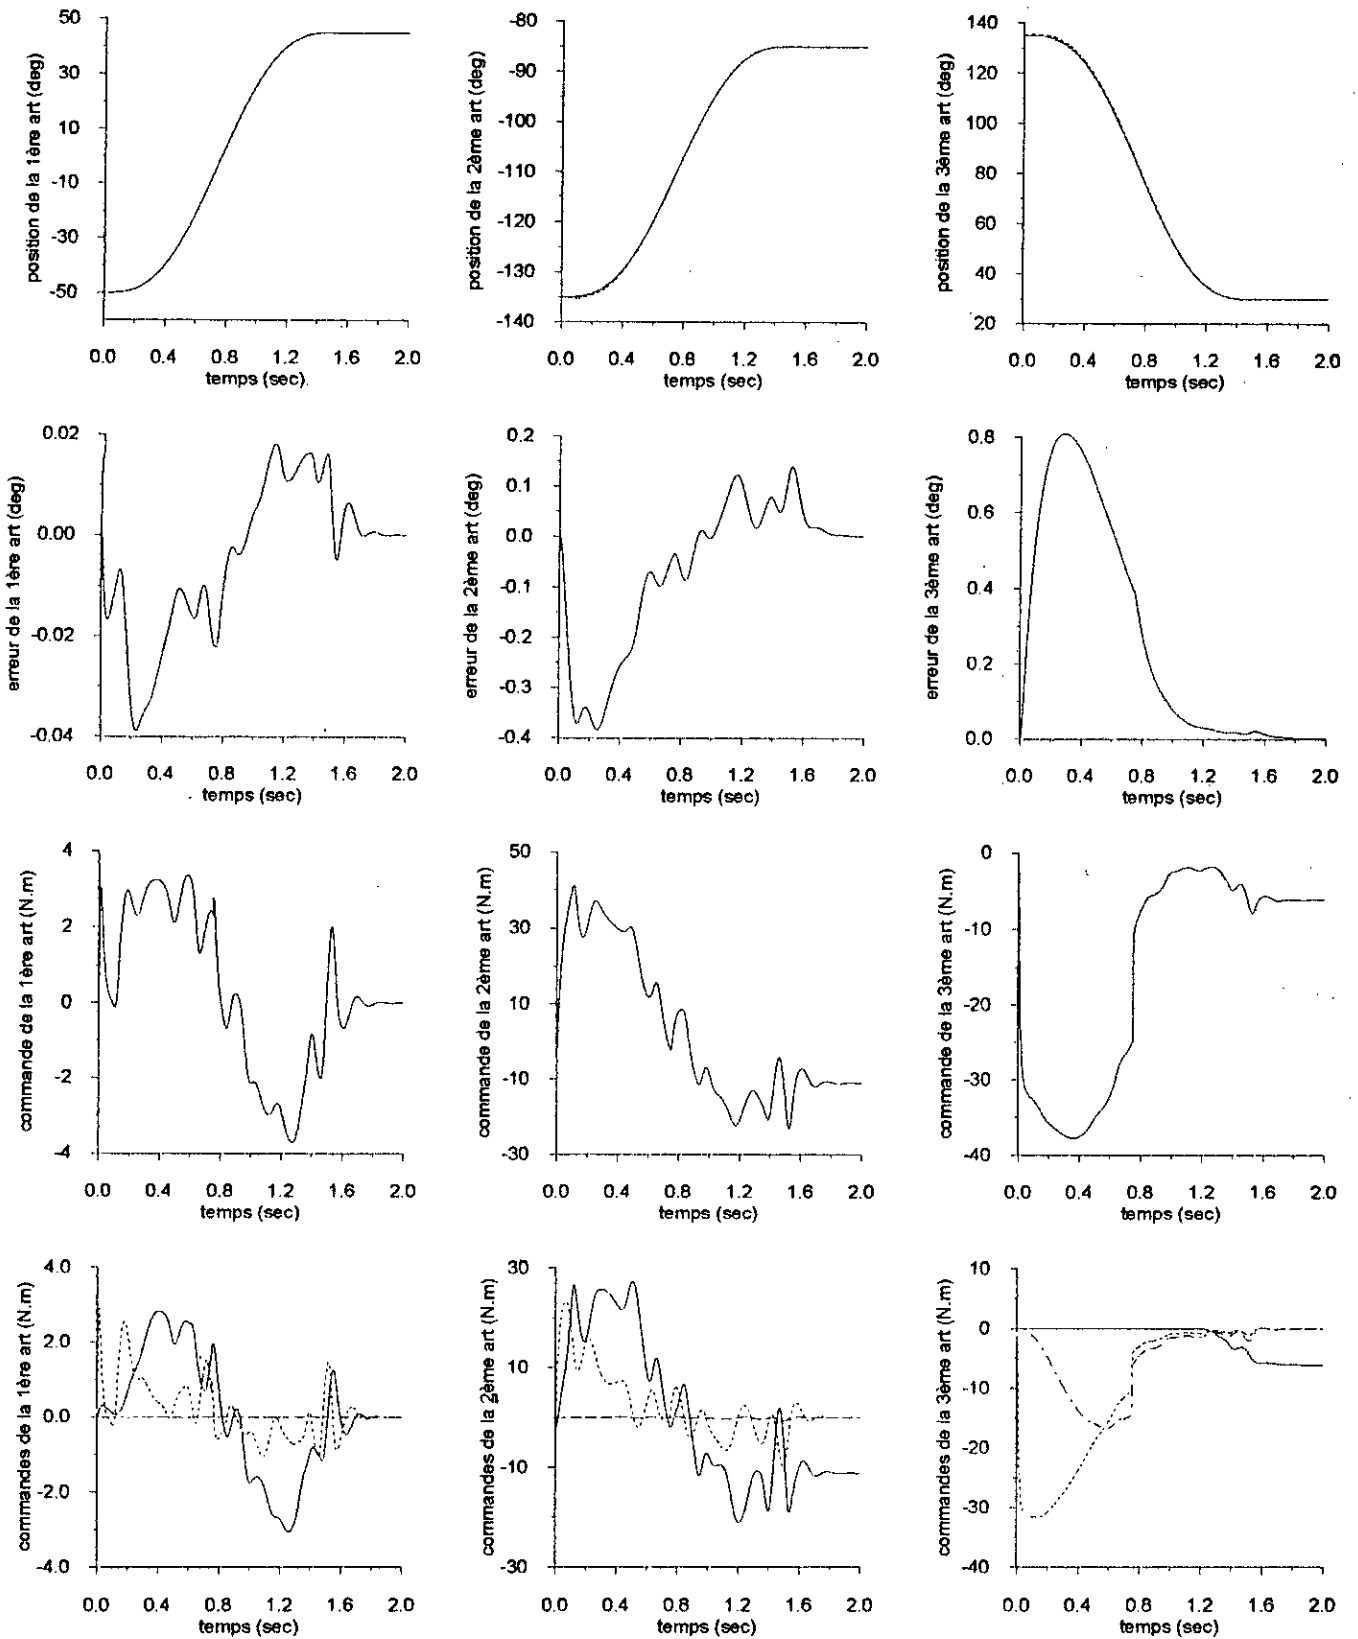 position de la 1ère art (deg)
50
30
10
-10
-30
-50
0.0 0.4 0.8 1.2 1.6 2.0
temps (sec)
position de la 2ème art (deg)
-80
-90
-100
-110
-120
-130
-140
0.0 0.4 0.8 1.2 1.6 2.0
temps (sec)
position de la 3ème art (deg)
140
120
100
80
60
40
20
0.0 0.4 0.8 1.2 1.6 2.0
temps (sec)
erreur de la 1ère art (deg)
0.02
0.00
-0.02
-0.04
0.0 0.4 0.8 1.2 1.6 2.0
temps (sec)
erreur de la 2ème art (deg)
0.2
0.1
0.0
-0.1
-0.2
-0.3
-0.4
0.0 0.4 0.8 1.2 1.6 2.0
temps (sec)
erreur de la 3ème art (deg)
0.8
0.6
0.4
0.2
0.0
0.0 0.4 0.8 1.2 1.6 2.0
temps (sec)
commande de la 1ère art (N.m)
4
2
0
-2
-4
0.0 0.4 0.8 1.2 1.6 2.0
temps (sec)
commande de la 2ème art (N.m)
50
30
10
-10
-30
0.0 0.4 0.8 1.2 1.6 2.0
temps (sec)
commande de la 3ème art (N.m)
0
-10
-20
-30
-40
0.0 0.4 0.8 1.2 1.6 2.0
temps (sec)
commandes de la 1ère art (N.m)
4.0
2.0
0.0
-2.0
-4.0
0.0 0.4 0.8 1.2 1.6 2.0
temps (sec)
commandes de la 2ème art (N.m)
30
10
-10
-30
0.0 0.4 0.8 1.2 1.6 2.0
temps (sec)
commandes de la 3ème art (N.m)
10
0
-10
-20
-30
-40
0.0 0.4 0.8 1.2 1.6 2.0
temps (sec)